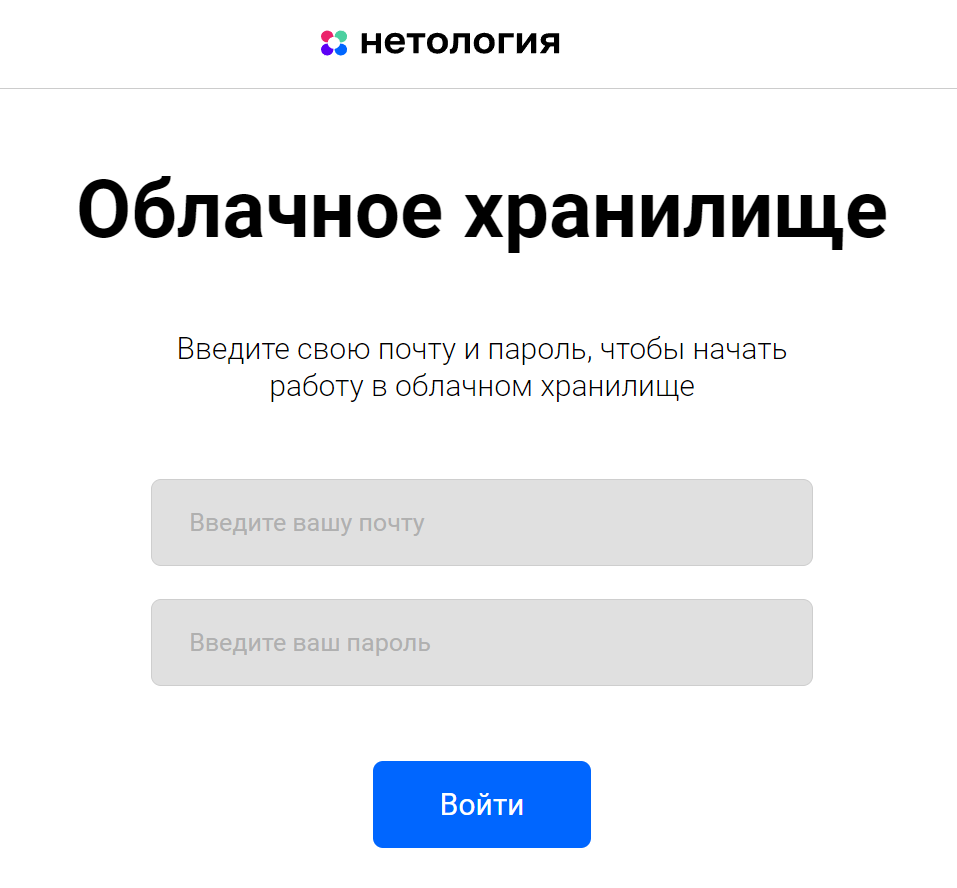 нетология
Облачное хранилище
Введите свою почту и пароль, чтобы начать
работу в облачном хранилище
Введите вашу почту
Введите ваш пароль
Войти